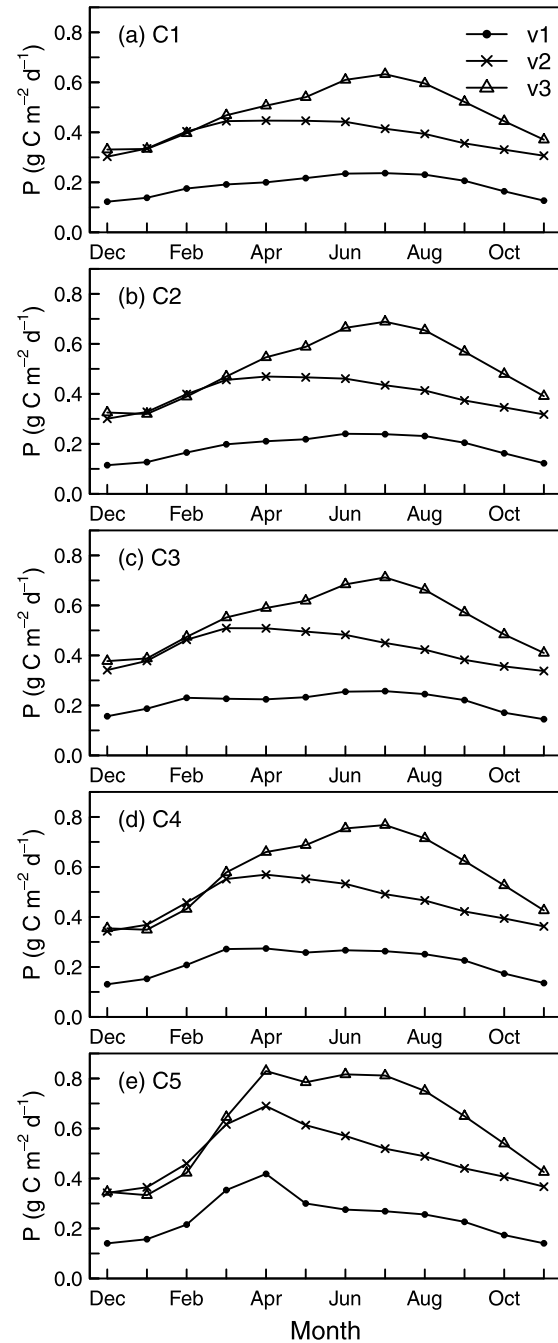 (a) C1
v1
v2
v3
P (g C m⁻² d⁻¹)
0.8
0.6
0.4
0.2
0.0
Dec Feb Apr Jun Aug Oct
(b) C2
P (g C m⁻² d⁻¹)
0.8
0.6
0.4
0.2
0.0
Dec Feb Apr Jun Aug Oct
(c) C3
P (g C m⁻² d⁻¹)
0.8
0.6
0.4
0.2
0.0
Dec Feb Apr Jun Aug Oct
(d) C4
P (g C m⁻² d⁻¹)
0.8
0.6
0.4
0.2
0.0
Dec Feb Apr Jun Aug Oct
(e) C5
P (g C m⁻² d⁻¹)
0.8
0.6
0.4
0.2
0.0
Dec Feb Apr Jun Aug Oct
Month